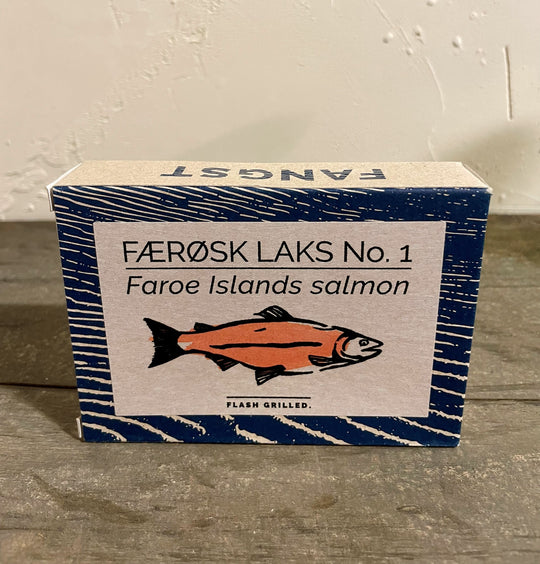 FANGST
FÆRØSK LAKS No. 1
Faroe Islands salmon
FLASH GRILLED.